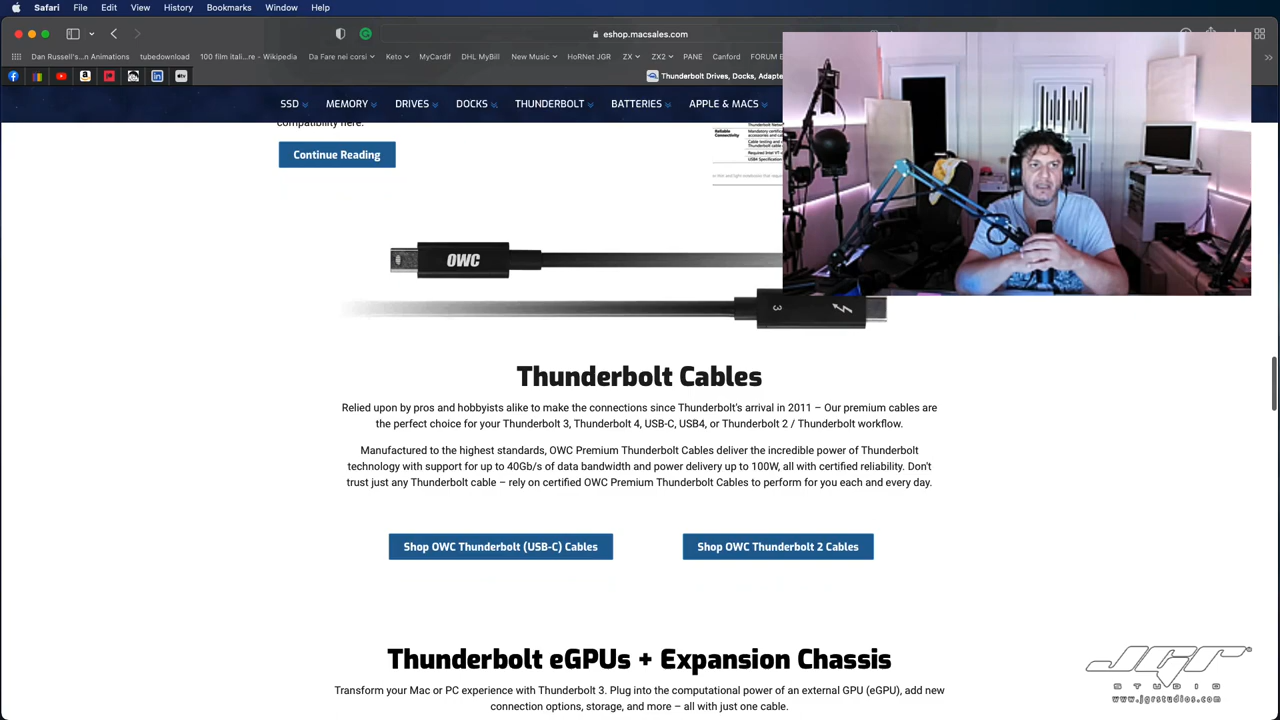 Safari File Edit View History Bookmarks Window Help
eshop.macsales.com
Dan Russell's...n Animations tubedownload 100 film itali...re – Wikipedia Da Fare nei corsi Keto MyCardif DHL MyBill New Music HoRNet JGR ZX ZX2 PANE Canford FORUM E
Thunderbolt Drives, Docks, Adapte
SSD MEMORY DRIVES DOCKS THUNDERBOLT BATTERIES APPLE & MACS
compatibility here.
Continue Reading
Reliable Connectivity
OWC
3
Thunderbolt Cables
Relied upon by pros and hobbyists alike to make the connections since Thunderbolt's arrival in 2011 – Our premium cables are
the perfect choice for your Thunderbolt 3, Thunderbolt 4, USB-C, USB4, or Thunderbolt 2 / Thunderbolt workflow.
Manufactured to the highest standards, OWC Premium Thunderbolt Cables deliver the incredible power of Thunderbolt
technology with support for up to 40Gb/s of data bandwidth and power delivery up to 100W, all with certified reliability. Don't
trust just any Thunderbolt cable – rely on certified OWC Premium Thunderbolt Cables to perform for you each and every day.
Shop OWC Thunderbolt (USB-C) Cables
Shop OWC Thunderbolt 2 Cables
Thunderbolt eGPUs + Expansion Chassis
Transform your Mac or PC experience with Thunderbolt 3. Plug into the computational power of an external GPU (eGPU), add new
connection options, storage, and more – all with just one cable.
JGR
STUDIO
www.jgrstudios.com